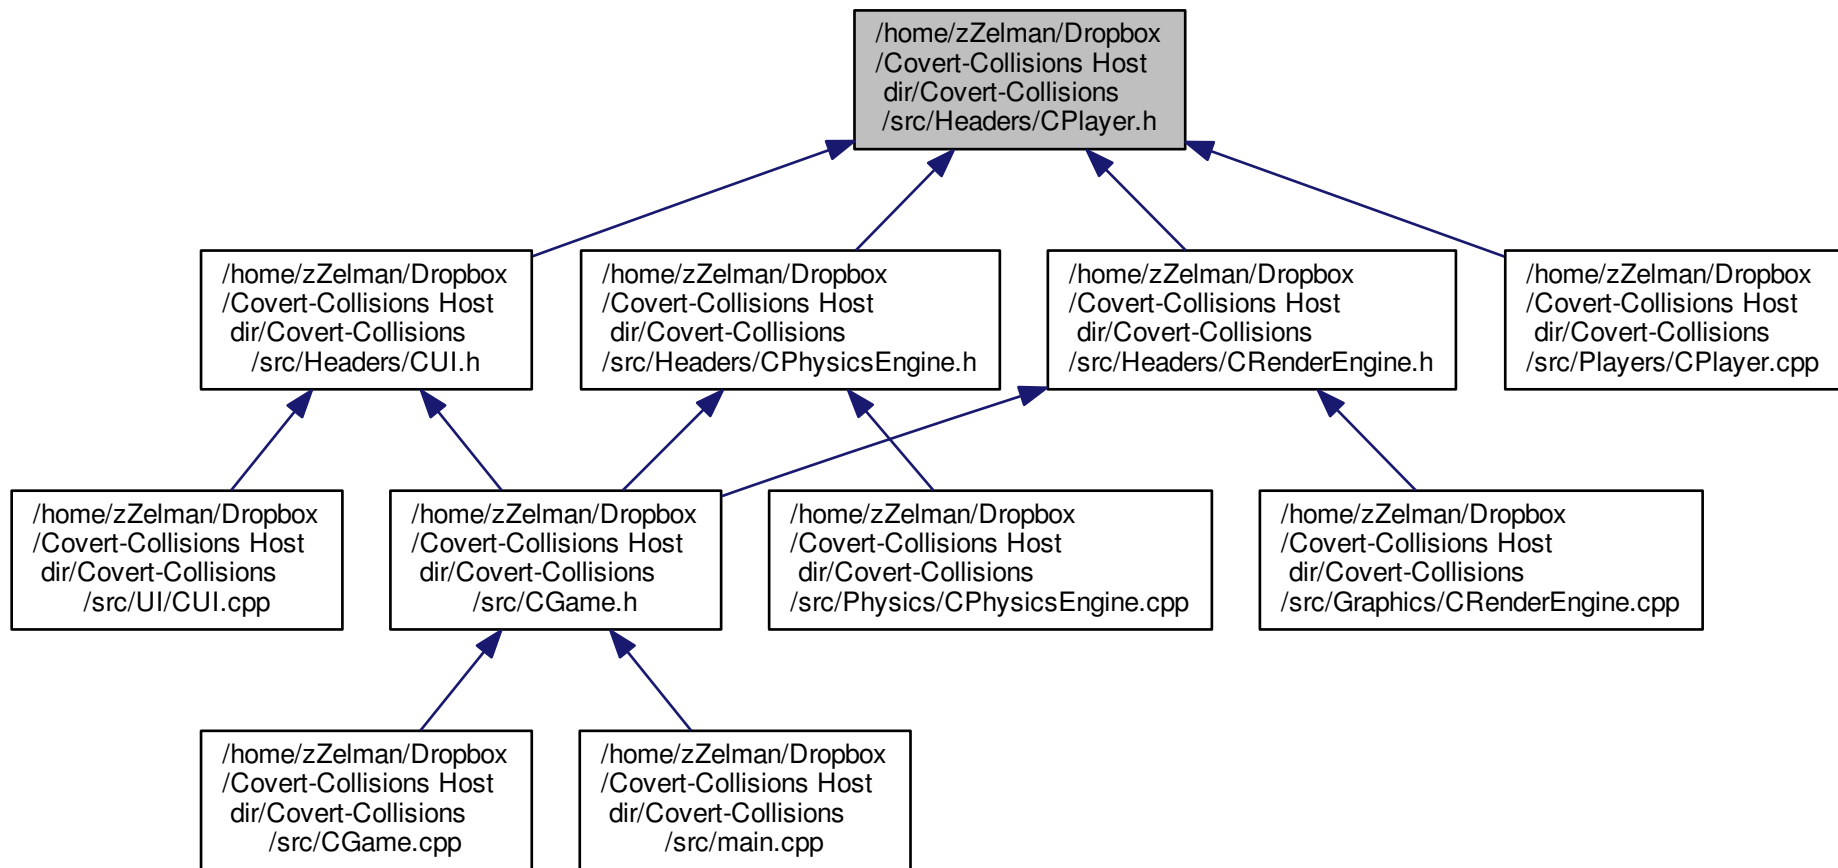 /home/zZelman/Dropbox
/Covert-Collisions Host
dir/Covert-Collisions
/src/Headers/CPlayer.h
/home/zZelman/Dropbox
/Covert-Collisions Host
dir/Covert-Collisions
/src/Headers/CUI.h
/home/zZelman/Dropbox
/Covert-Collisions Host
dir/Covert-Collisions
/src/Headers/CPhysicsEngine.h
/home/zZelman/Dropbox
/Covert-Collisions Host
dir/Covert-Collisions
/src/Headers/CRenderEngine.h
/home/zZelman/Dropbox
/Covert-Collisions Host
dir/Covert-Collisions
/src/Players/CPlayer.cpp
/home/zZelman/Dropbox
/Covert-Collisions Host
dir/Covert-Collisions
/src/UI/CUI.cpp
/home/zZelman/Dropbox
/Covert-Collisions Host
dir/Covert-Collisions
/src/CGame.h
/home/zZelman/Dropbox
/Covert-Collisions Host
dir/Covert-Collisions
/src/Physics/CPhysicsEngine.cpp
/home/zZelman/Dropbox
/Covert-Collisions Host
dir/Covert-Collisions
/src/Graphics/CRenderEngine.cpp
/home/zZelman/Dropbox
/Covert-Collisions Host
dir/Covert-Collisions
/src/CGame.cpp
/home/zZelman/Dropbox
/Covert-Collisions Host
dir/Covert-Collisions
/src/main.cpp